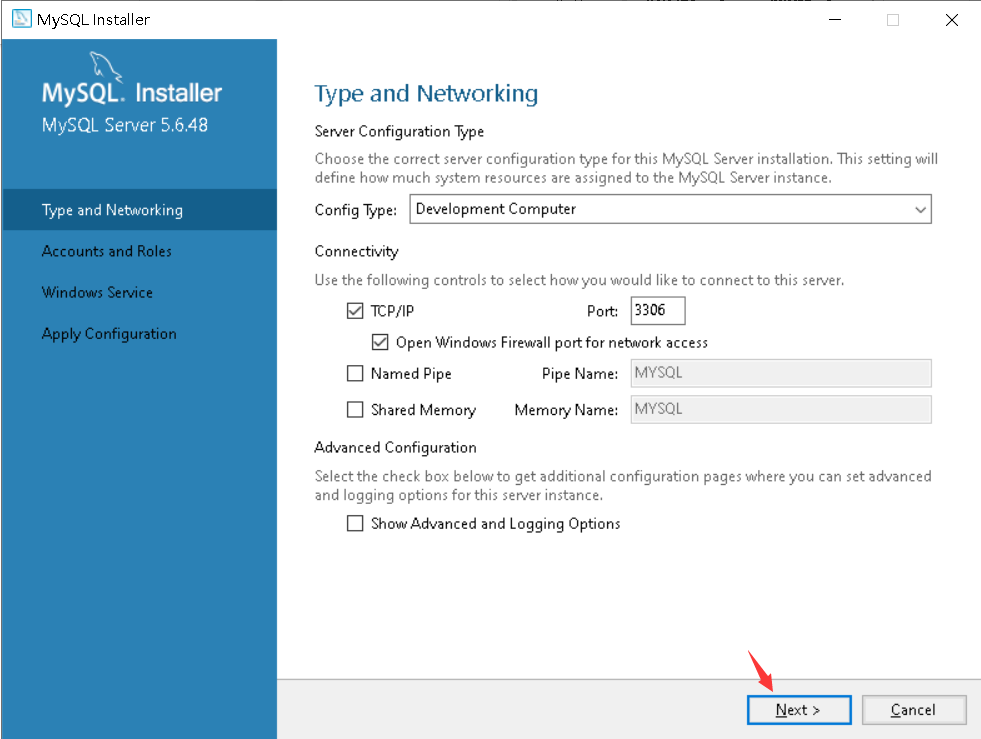 MySQL Installer
MySQL. Installer
MySQL Server 5.6.48
Type and Networking
Accounts and Roles
Windows Service
Apply Configuration
Type and Networking
Server Configuration Type
Choose the correct server configuration type for this MySQL Server installation. This setting will
define how much system resources are assigned to the MySQL Server instance.
Config Type: Development Computer
Connectivity
Use the following controls to select how you would like to connect to this server.
TCP/IP Port: 3306
Open Windows Firewall port for network access
Named Pipe Pipe Name: MYSQL
Shared Memory Memory Name: MYSQL
Advanced Configuration
Select the check box below to get additional configuration pages where you can set advanced
and logging options for this server instance.
Show Advanced and Logging Options
Next > Cancel